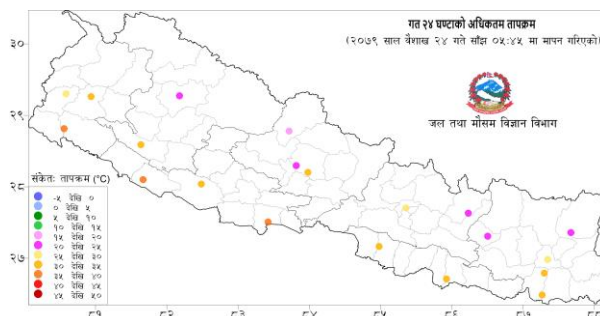 गत २४ घण्टाको अधिकतम तापक्रम
(२०७९ साल वैशाख २४ गते साँझ ०५:४५ मा मापन गरिएको)
जल तथा मौसम विज्ञान विभाग
३०
२९
२८
२७
संकेतः तापक्रम (°C)
-५ देखि ०
० देखि ५
५ देखि १०
१० देखि १५
१५ देखि २०
२० देखि २५
२५ देखि ३०
३० देखि ३५
३५ देखि ४०
४० देखि ४५
४५ देखि ५०